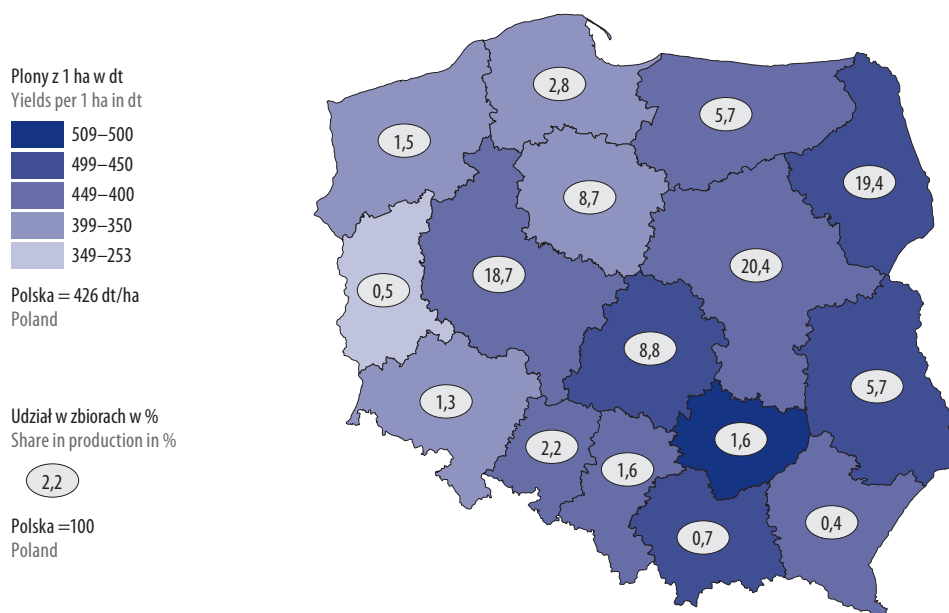 Plony z 1 ha w dt
Yields per 1 ha in dt
509–500
499–450
449–400
399–350
349–253
Polska = 426 dt/ha
Poland
Udział w zbiorach w %
Share in production in %
2,2
Polska =100
Poland
2,8
5,7
1,5
19,4
8,7
20,4
18,7
0,5
8,8
5,7
1,3
1,6
2,2
1,6
0,4
0,7